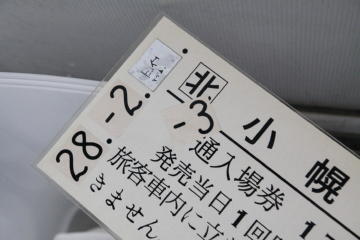 28.-2.-3
北 小幌
通入場券 1
発売当日1回
旅客車内に立
きません